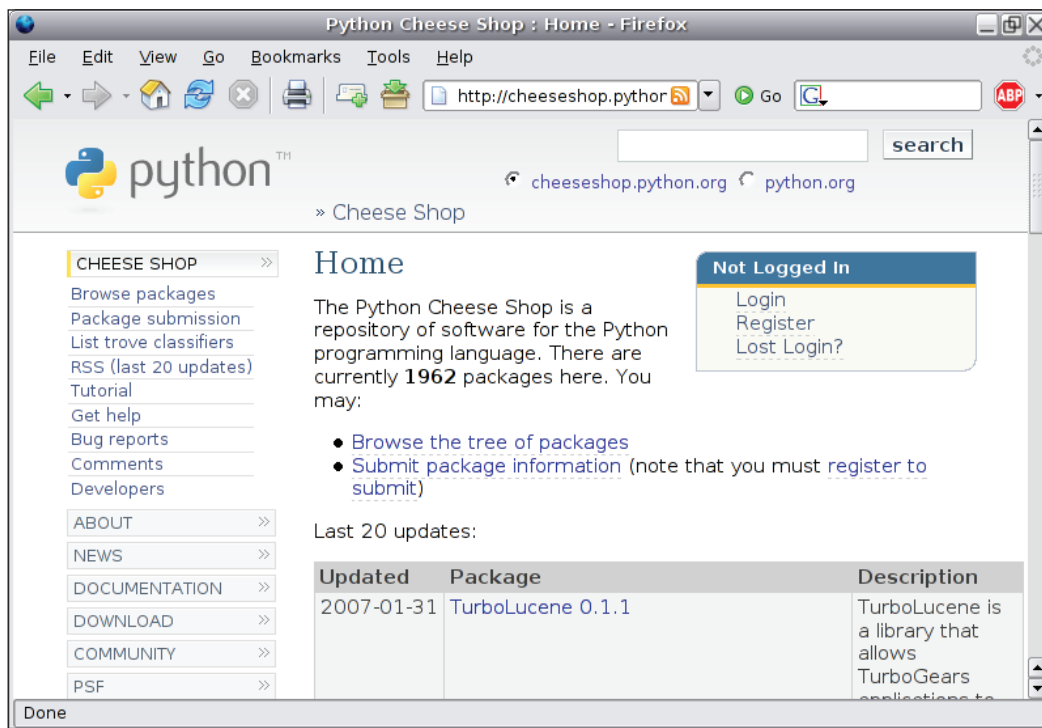 Python Cheese Shop : Home - Firefox
File Edit View Go Bookmarks Tools Help
http://cheeseshop.python Go G ABP
python™
search
cheeseshop.python.org python.org
» Cheese Shop
CHEESE SHOP »
Browse packages
Package submission
List trove classifiers
RSS (last 20 updates)
Tutorial
Get help
Bug reports
Comments
Developers
ABOUT »
NEWS »
DOCUMENTATION »
DOWNLOAD »
COMMUNITY »
PSF »
Home
The Python Cheese Shop is a
repository of software for the Python
programming language. There are
currently 1962 packages here. You
may:
• Browse the tree of packages
• Submit package information (note that you must register to
submit)
Not Logged In
Login
Register
Lost Login?
Last 20 updates:
Updated Package Description
2007-01-31 TurboLucene 0.1.1 TurboLucene is
a library that
allows
TurboGears
applications to
Done